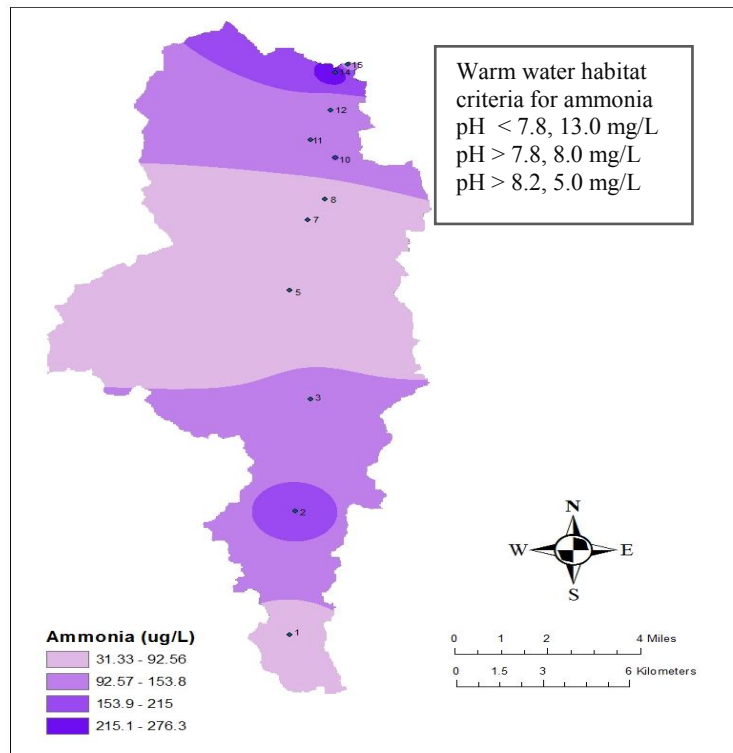 15
14
Warm water habitat
criteria for ammonia
pH < 7.8, 13.0 mg/L
pH > 7.8, 8.0 mg/L
pH > 8.2, 5.0 mg/L
12
11
10
8
7
5
3
2
1
N
W E
S
Ammonia (ug/L)
31.33 - 92.56
92.57 - 153.8
153.9 - 215
215.1 - 276.3
0 1 2 4 Miles
0 1.5 3 6 Kilometers